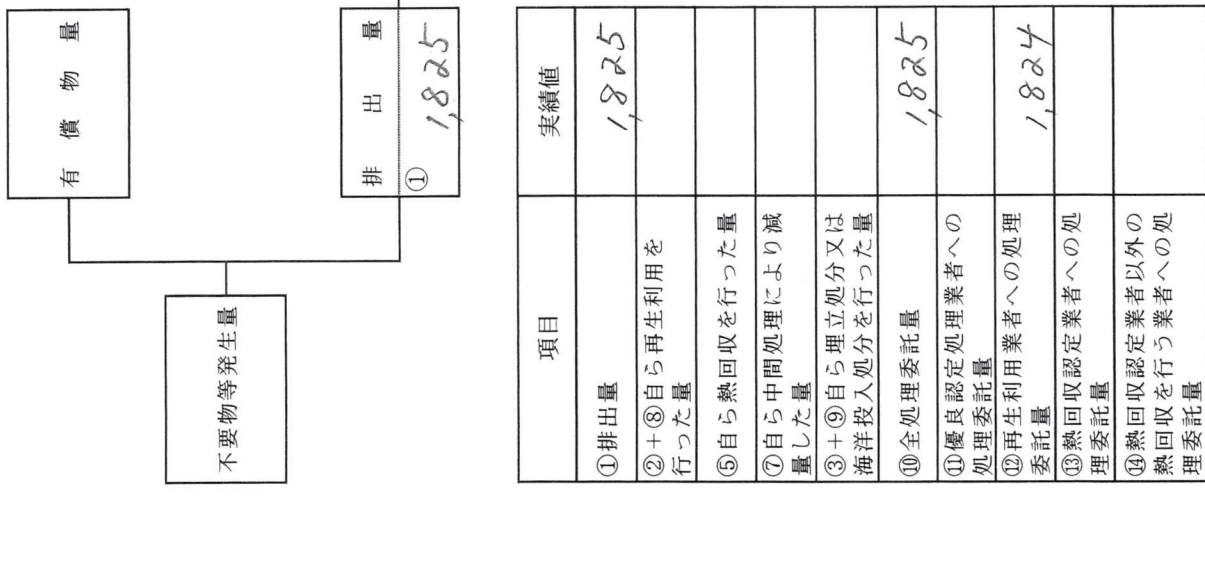 不要物等発生量
有償物量
排出量
①
1,825
項目
実績値
①排出量
1,825
②+⑧自ら再生利用を
行った量
⑤自ら熱回収を行った量
⑦自ら中間処理により減
量した量
③+⑨自ら埋立処分又は
海洋投入処分を行った量
⑩全処理委託量
1,825
⑪優良認定処理業者への
処理委託量
⑫再生利用業者への処理
委託量
1,824
⑬熱回収認定業者への処
理委託量
⑭熱回収認定業者以外の
熱回収を行う業者への処
理委託量